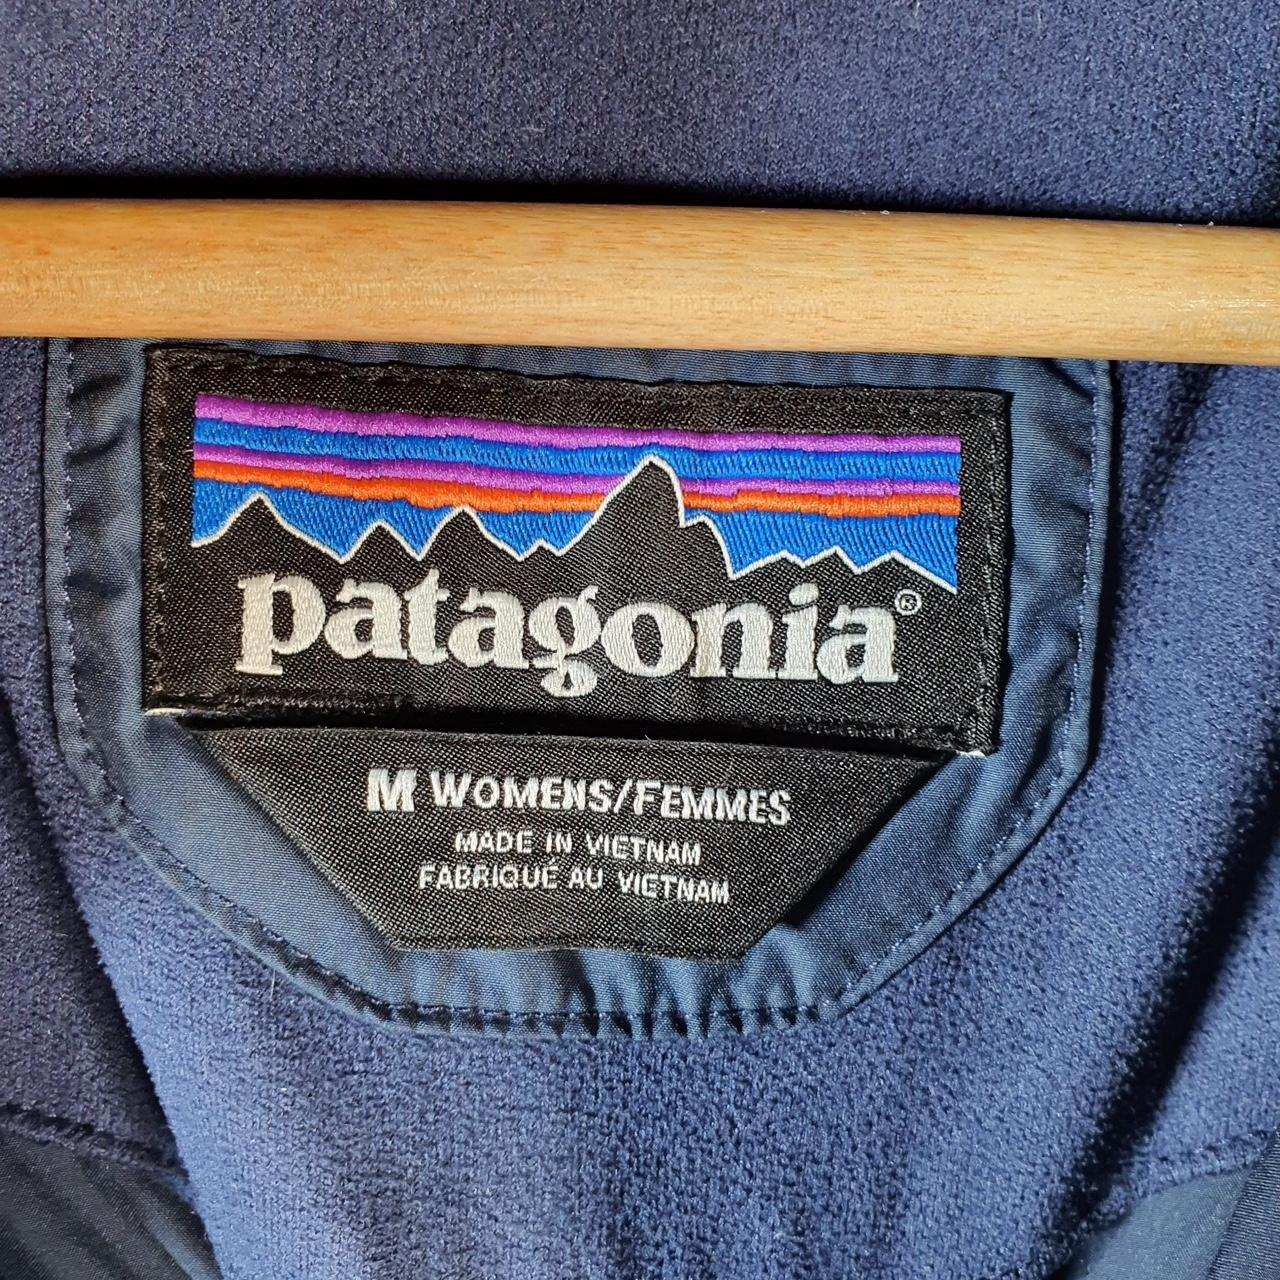 patagonia®
M WOMENS/FEMMES
MADE IN VIETNAM
FABRIQUÉ AU VIETNAM